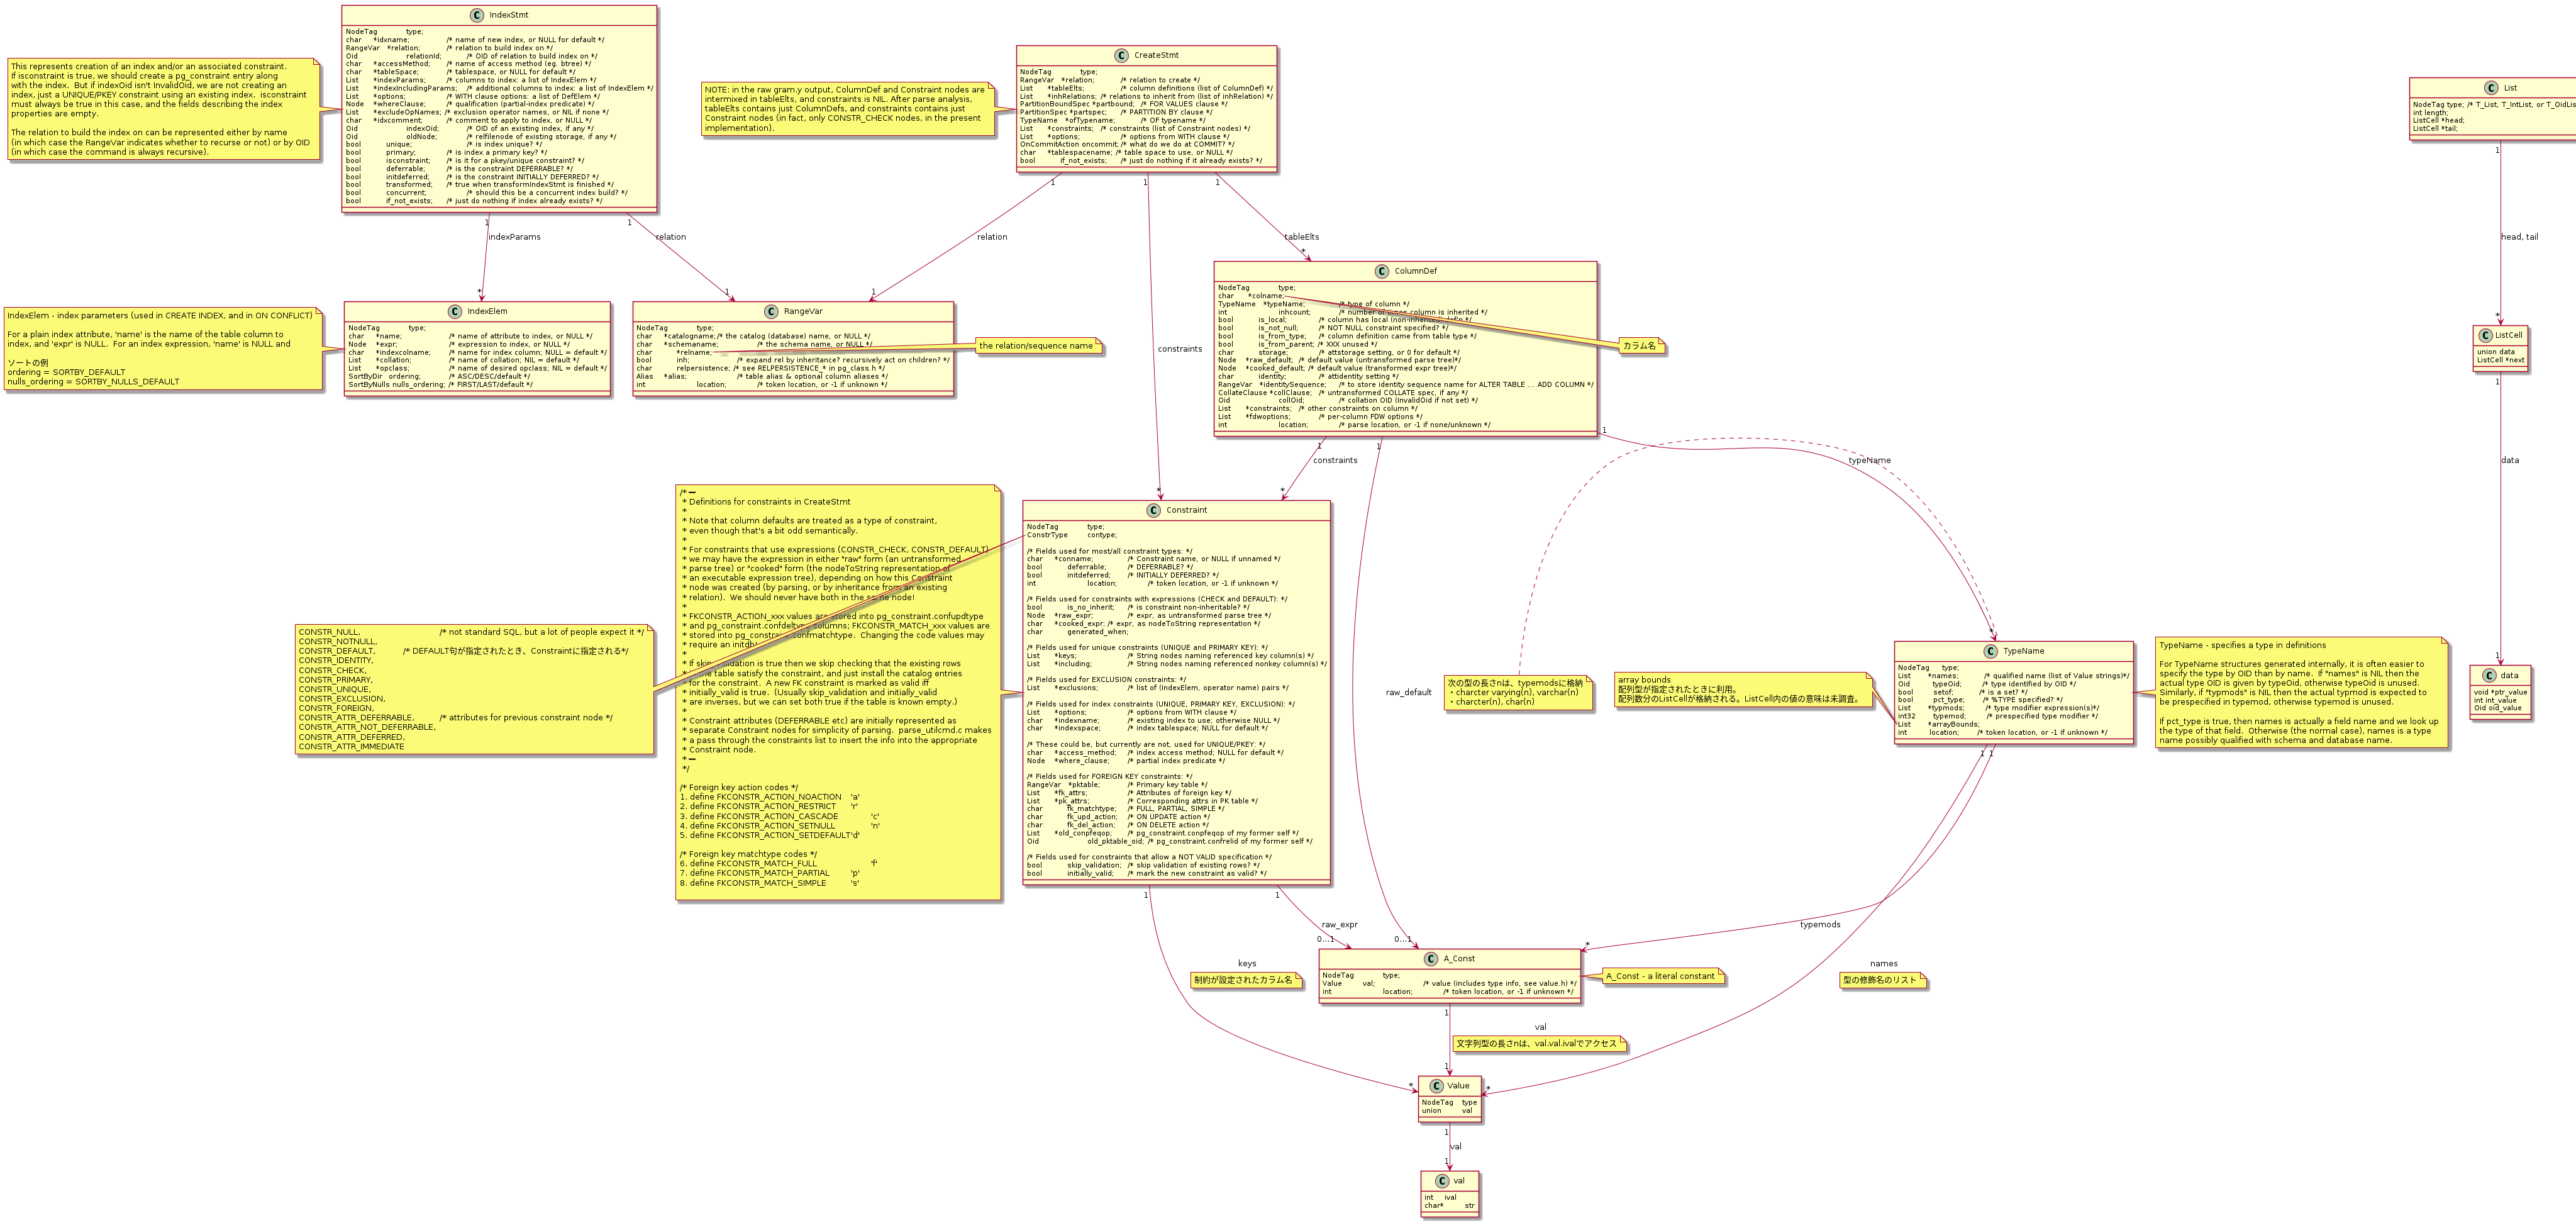 IndexStmt
NodeTag type;
char *idxname; /* name of new index, or NULL for default */
RangeVar *relation; /* relation to build index on */
Oid relationId; /* OID of relation to build index on */
char *accessMethod; /* name of access method (eg. btree) */
char *tableSpace; /* tablespace, or NULL for default */
List *indexParams; /* columns to index: a list of IndexElem */
List *indexIncludingParams; /* additional columns to index: a list of IndexElem */
List *options; /* WITH clause options: a list of DefElem */
Node *whereClause; /* qualification (partial-index predicate) */
List *excludeOpNames; /* exclusion operator names, or NIL if none */
char *idxcomment; /* comment to apply to index, or NULL */
Oid indexOid; /* OID of an existing index, if any */
Oid oldNode; /* relfilenode of existing storage, if any */
bool unique; /* is index unique? */
bool primary; /* is index a primary key? */
bool isconstraint; /* is it for a pkey/unique constraint? */
bool deferrable; /* is the constraint DEFERRABLE? */
bool initdeferred; /* is the constraint INITIALLY DEFERRED? */
bool transformed; /* true when transformIndexStmt is finished */
bool concurrent; /* should this be a concurrent index build? */
bool if_not_exists; /* just do nothing if index already exists? */
This represents creation of an index and/or an associated constraint.
If isconstraint is true, we should create a pg_constraint entry along
with the index. But if indexOid isn't InvalidOid, we are not creating an
index, just a UNIQUE/PKEY constraint using an existing index. isconstraint
must always be true in this case, and the fields describing the index
properties are empty.
The relation to build the index on can be represented either by name
(in which case the RangeVar indicates whether to recurse or not) or by OID
(in which case the command is always recursive).
NOTE: in the raw gram.y output, ColumnDef and Constraint nodes are
intermixed in tableElts, and constraints is NIL. After parse analysis,
tableElts contains just ColumnDefs, and constraints contains just
Constraint nodes (in fact, only CONSTR_CHECK nodes, in the present
implementation).
CreateStmt
NodeTag type;
RangeVar *relation; /* relation to create */
List *tableElts; /* column definitions (list of ColumnDef) */
List *inhRelations; /* relations to inherit from (list of inhRelation) */
PartitionBoundSpec *partbound; /* FOR VALUES clause */
PartitionSpec *partspec; /* PARTITION BY clause */
TypeName *ofTypename; /* OF typename */
List *constraints; /* constraints (list of Constraint nodes) */
List *options; /* options from WITH clause */
OnCommitAction oncommit; /* what do we do at COMMIT? */
char *tablespacename; /* table space to use, or NULL */
bool if_not_exists; /* just do nothing if it already exists? */
List
NodeTag type; /* T_List, T_IntList, or T_OidLis
int length;
ListCell *head;
ListCell *tail;
1
1
1
1
1
1
indexParams
relation
relation
constraints
tableElts
head, tail
*
1
1
*
*
ColumnDef
NodeTag type;
char *colname;
TypeName *typeName; /* type of column */
int inhcount; /* number of times column is inherited */
bool is_local; /* column has local (non-inherited) def'n */
bool is_not_null; /* NOT NULL constraint specified? */
bool is_from_type; /* column definition came from table type */
bool is_from_parent; /* XXX unused */
char storage; /* attstorage setting, or 0 for default */
Node *raw_default; /* default value (untransformed parse tree)*/
Node *cooked_default; /* default value (transformed expr tree)*/
char identity; /* attidentity setting */
RangeVar *identitySequence; /* to store identity sequence name for ALTER TABLE ... ADD COLUMN */
CollateClause *collClause; /* untransformed COLLATE spec, if any */
Oid collOid; /* collation OID (InvalidOid if not set) */
List *constraints; /* other constraints on column */
List *fdwoptions; /* per-column FDW options */
int location; /* parse location, or -1 if none/unknown */
カラム名
IndexElem - index parameters (used in CREATE INDEX, and in ON CONFLICT)
For a plain index attribute, 'name' is the name of the table column to
index, and 'expr' is NULL. For an index expression, 'name' is NULL and
ソートの例
ordering = SORTBY_DEFAULT
nulls_ordering = SORTBY_NULLS_DEFAULT
IndexElem
NodeTag type;
char *name; /* name of attribute to index, or NULL */
Node *expr; /* expression to index, or NULL */
char *indexcolname; /* name for index column; NULL = default */
List *collation; /* name of collation; NIL = default */
List *opclass; /* name of desired opclass; NIL = default */
SortByDir ordering; /* ASC/DESC/default */
SortByNulls nulls_ordering; /* FIRST/LAST/default */
RangeVar
NodeTag type;
char *catalogname; /* the catalog (database) name, or NULL */
char *schemaname; /* the schema name, or NULL */
char *relname;
bool inh; /* expand rel by inheritance? recursively act on children? */
char relpersistence; /* see RELPERSISTENCE_* in pg_class.h */
Alias *alias; /* table alias & optional column aliases */
int location; /* token location, or -1 if unknown */
the relation/sequence name
ListCell
union data
ListCell *next
1
data
1
1
1
1
constraints
typeName
*
*
/* --
* Definitions for constraints in CreateStmt
*
* Note that column defaults are treated as a type of constraint,
* even though that's a bit odd semantically.
*
* For constraints that use expressions (CONSTR_CHECK, CONSTR_DEFAULT)
* we may have the expression in either "raw" form (an untransformed
* parse tree) or "cooked" form (the nodeToString representation of
* an executable expression tree), depending on how this Constraint
* node was created (by parsing, or by inheritance from an existing
* relation). We should never have both in the same node!
*
* FKCONSTR_ACTION_xxx values are stored into pg_constraint.confupdtype
* and pg_constraint.confdeltype columns; FKCONSTR_MATCH_xxx values are
* stored into pg_constraint.confmatchtype. Changing the code values may
* require an initdb!
*
* If skip_validation is true then we skip checking that the existing rows
the table satisfy the constraint, and just install the catalog entries
* for the constraint. A new FK constraint is marked as valid iff
* initially_valid is true. (Usually skip_validation and initially_valid
* are inverses, but we can set both true if the table is known empty.)
*
* Constraint attributes (DEFERRABLE etc) are initially represented as
* separate Constraint nodes for simplicity of parsing. parse_utilcmd.c makes
* a pass through the constraints list to insert the info into the appropriate
* Constraint node.
* --
*/
/* Foreign key action codes */
1. define FKCONSTR_ACTION_NOACTION 'a'
2. define FKCONSTR_ACTION_RESTRICT 'r'
3. define FKCONSTR_ACTION_CASCADE 'c'
4. define FKCONSTR_ACTION_SETNULL 'n'
5. define FKCONSTR_ACTION_SETDEFAULT 'd'
/* Foreign key matchtype codes */
6. define FKCONSTR_MATCH_FULL 'f'
7. define FKCONSTR_MATCH_PARTIAL 'p'
8. define FKCONSTR_MATCH_SIMPLE 's'
CONSTR_NULL, /* not standard SQL, but a lot of people expect it */
CONSTR_NOTNULL,
CONSTR_DEFAULT, /* DEFAULT句が指定されたとき、Constraintに指定される*/
CONSTR_IDENTITY,
CONSTR_CHECK,
CONSTR_PRIMARY,
CONSTR_UNIQUE,
CONSTR_EXCLUSION,
CONSTR_FOREIGN,
CONSTR_ATTR_DEFERRABLE, /* attributes for previous constraint node */
CONSTR_ATTR_NOT_DEFERRABLE,
CONSTR_ATTR_DEFERRED,
CONSTR_ATTR_IMMEDIATE
Constraint
NodeTag type;
ConstrType contype;
/* Fields used for most/all constraint types: */
char *conname; /* Constraint name, or NULL if unnamed */
bool deferrable; /* DEFERRABLE? */
bool initdeferred; /* INITIALLY DEFERRED? */
int location; /* token location, or -1 if unknown */
/* Fields used for constraints with expressions (CHECK and DEFAULT): */
bool is_no_inherit; /* is constraint non-inheritable? */
Node *raw_expr; /* expr, as untransformed parse tree */
char *cooked_expr; /* expr, as nodeToString representation */
char generated_when;
/* Fields used for unique constraints (UNIQUE and PRIMARY KEY): */
List *keys; /* String nodes naming referenced key column(s) */
List *including; /* String nodes naming referenced nonkey column(s) */
/* Fields used for EXCLUSION constraints: */
List *exclusions; /* list of (IndexElem, operator name) pairs */
/* Fields used for index constraints (UNIQUE, PRIMARY KEY, EXCLUSION): */
List *options; /* options from WITH clause */
char *indexname; /* existing index to use; otherwise NULL */
char *indexspace; /* index tablespace; NULL for default */
/* These could be, but currently are not, used for UNIQUE/PKEY: */
char *access_method; /* index access method; NULL for default */
Node *where_clause; /* partial index predicate */
/* Fields used for FOREIGN KEY constraints: */
RangeVar *pktable; /* Primary key table */
List *fk_attrs; /* Attributes of foreign key */
List *pk_attrs; /* Corresponding attrs in PK table */
char fk_matchtype; /* FULL, PARTIAL, SIMPLE */
char fk_upd_action; /* ON UPDATE action */
char fk_del_action; /* ON DELETE action */
List *old_conpfeqop; /* pg_constraint.conpfeqop of my former self */
Oid old_pktable_oid; /* pg_constraint.confrelid of my former self */
/* Fields used for constraints that allow a NOT VALID specification */
bool skip_validation; /* skip validation of existing rows? */
bool initially_valid; /* mark the new constraint as valid? */
raw_default
次の型の長さnは、typemodsに格納
・charcter varying(n), varchar(n)
・charcter(n), char(n)
array bounds
配列型が指定されたときに利用。
配列数分のListCellが格納される。ListCell内の値の意味は未調査。
TypeName
NodeTag type;
List *names; /* qualified name (list of Value strings)*/
Oid typeOid; /* type identified by OID */
bool setof; /* is a set? */
bool pct_type; /* %TYPE specified? */
List *typmods; /* type modifier expression(s)*/
int32 typemod; /* prespecified type modifier */
List *arrayBounds;
int location; /* token location, or -1 if unknown */
TypeName - specifies a type in definitions
For TypeName structures generated internally, it is often easier to
specify the type by OID than by name. If "names" is nil then the
actual type OID is given by typeOid, otherwise typeOid is unused.
Similarly, if "typmods" is NIL then the actual typmod is expected to
be prespecified in typemod, otherwise typemod is unused.
If pct_type is true, then names is actually a field name and we look up
the type of that field. Otherwise (the normal case), names is a type
name possibly qualified with schema and database name.
data
void *ptr_value
int int_value
Oid oid_value
1
1
1
1
raw_expr
typemods
0...1
0...1
*
keys
制約が設定されたカラム名
A_Const
NodeTag type;
Value val; /* value (includes type info, see value.h) */
int location; /* token location, or -1 if unknown */
A_Const - a literal constant
names
型の修飾名のリスト
1
val
文字列型の長さnは、val.val.ivalでアクセス
1
*
*
Value
NodeTag type
union val
1
val
1
val
int ival
char* str